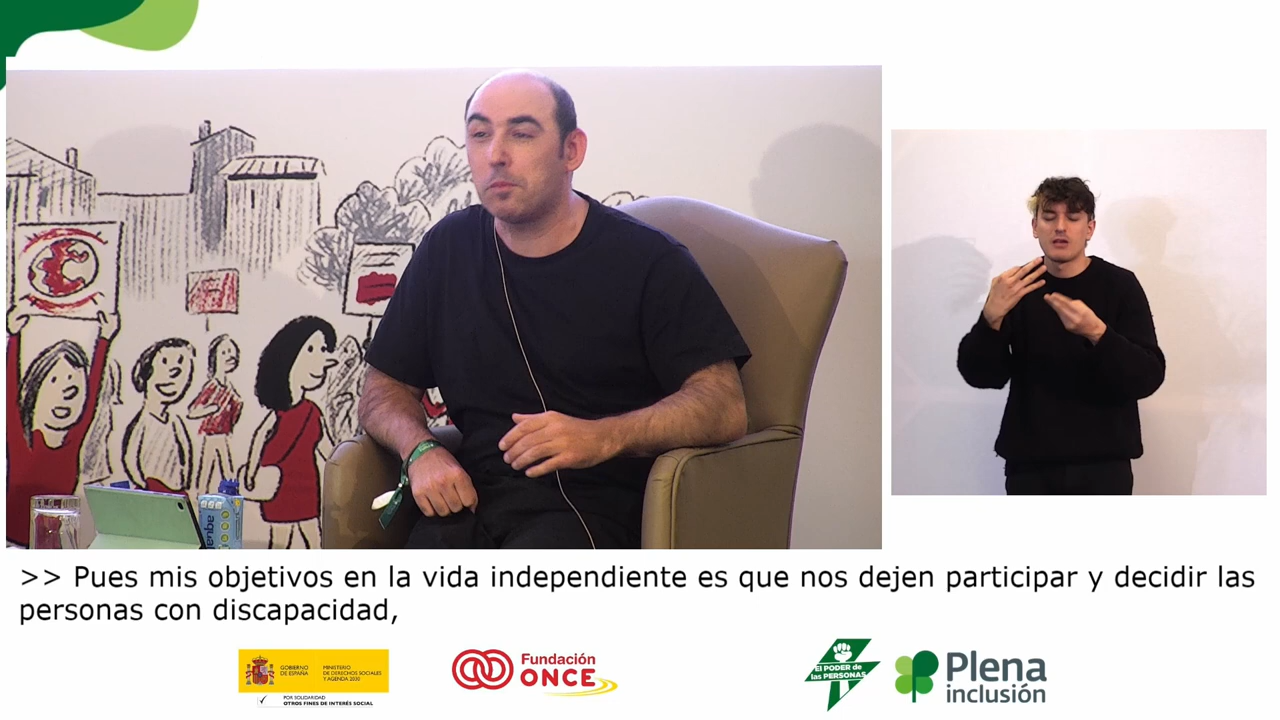 aqua
>> Pues mis objetivos en la vida independiente es que nos dejen participar y decidir las
personas con discapacidad,
GOBIERNO
DE ESPAÑA
MINISTERIO
DE DERECHOS SOCIALES
Y AGENDA 2030
POR SOLIDARIDAD
OTROS FINES DE INTERÉS SOCIAL
Fundación
ONCE
EL PODER de
las PERSONAS
Plena
inclusión